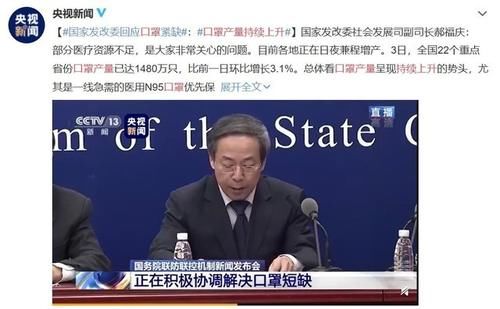 央视新闻
央视新闻
#国家发改委回应口罩紧缺#：口罩产量持续上升】国家发改委社会发展司副司长郝福庆：
部分医疗资源不足，是大家非常关心的问题。目前各地正在日夜兼程增产。3日，全国22个重点
省份口罩产量已达1480万只，比前一日环比增长3.1%。总体看口罩产量呈现持续上升的势头，尤
其是一线急需的医用N95口罩优先保 展开全文
CCTV 13
新闻
央视
新闻
直播
高清
om of the State C
国务院联防联控机制新闻发布会
正在积极协调解决口罩短缺